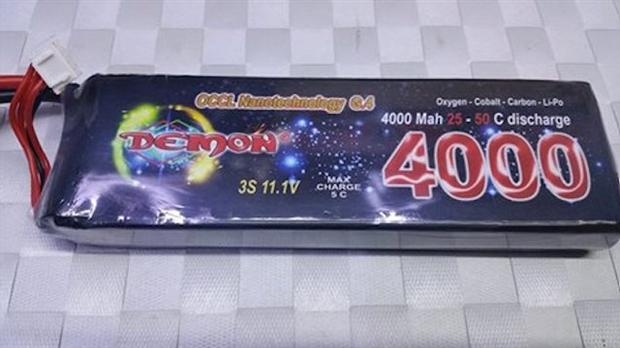 OCCL Nanotechnology G.4
Oxygen - Cobalt - Carbon - Li-Po
4000 Mah 25 - 50 C discharge
DEMON
4000
3S 11.1V
MAX
CHARGE
5 C